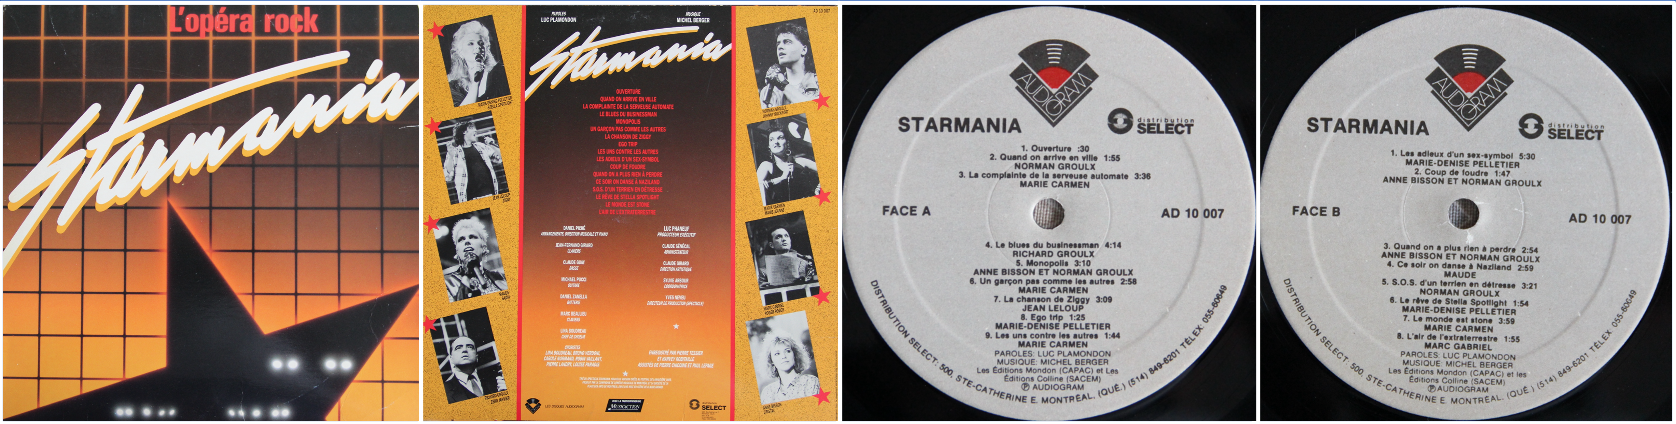 L'opéra rock
Starmania
PAROLES
LUC PLAMONDON
MUSIQUE
MICHEL BERGER
AD 10 007
Starmania
OUVERTURE
QUAND ON ARRIVE EN VILLE
LA COMPLAINTE DE LA SERVEUSE AUTOMATE
LE BLUES DU BUSINESSMAN
MONOPOLIS
UN GARÇON PAS COMME LES AUTRES
LA CHANSON DE ZIGGY
EGO TRIP
LES UNS CONTRE LES AUTRES
LES ADIEUX D'UN SEX-SYMBOL
COUP DE FOUDRE
QUAND ON A PLUS RIEN À PERDRE
CE SOIR ON DANSE À NAZILAND
S.O.S. D'UN TERRIEN EN DÉTRESSE
LE RÊVE DE STELLA SPOTLIGHT
LE MONDE EST STONE
L'AIR DE L'EXTRATERRESTRE
LUC PHANEUF
PRODUCTEUR EXÉCUTIF
MUSICACTION
distribution
SELECT
AUDIOGRAM
STARMANIA
distribution
SELECT
1. Ouverture :30
2. Quand on arrive en ville 1:55
NORMAN GROULX
3. La complainte de la serveuse automate 3:36
MARIE CARMEN
FACE A
AD 10 007
4. Le blues du businessman 4:14
RICHARD GROULX
5. Monopolis 3:10
ANNE BISSON ET NORMAN GROULX
6. Un garçon pas comme les autres 2:58
MARIE CARMEN
7. La chanson de Ziggy 3:09
JEAN LELOUP
8. Ego trip 1:25
MARIE-DENISE PELLETIER
9. Les uns contre les autres 1:44
MARIE CARMEN
PAROLES: LUC PLAMONDON
MUSIQUE: MICHEL BERGER
Les Éditions Mondon (CAPAC) et Les
Éditions Colline (SACEM)
Ⓟ AUDIOGRAM
DISTRIBUTION SELECT. 500, STE-CATHERINE E. MONTRÉAL, (QUÉ.) (514) 849-6201 TÉLEX: 055-60649
AUDIOGRAM
STARMANIA
distribution
SELECT
1. Les adieux d'un sex-symbol 5:30
MARIE-DENISE PELLETIER
2. Coup de foudre 1:47
ANNE BISSON ET NORMAN GROULX
FACE B
AD 10 007
3. Quand on a plus rien à perdre 2:54
ANNE BISSON ET NORMAN GROULX
4. Ce soir on danse à Naziland 2:59
MAUDE
5. S.O.S. d'un terrien en détresse 3:21
NORMAN GROULX
6. Le rêve de Stella Spotlight 1:54
MARIE-DENISE PELLETIER
7. Le monde est stone 3:59
MARIE CARMEN
8. L'air de l'extraterrestre 1:55
MARC GABRIEL
PAROLES: LUC PLAMONDON
MUSIQUE: MICHEL BERGER
Les Éditions Mondon (CAPAC) et les
Éditions Colline (SACEM)
Ⓟ AUDIOGRAM
DISTRIBUTION SELECT. 500, STE-CATHERINE E. MONTRÉAL, (QUÉ.) (514) 849-6201 TÉLEX: 055-60649